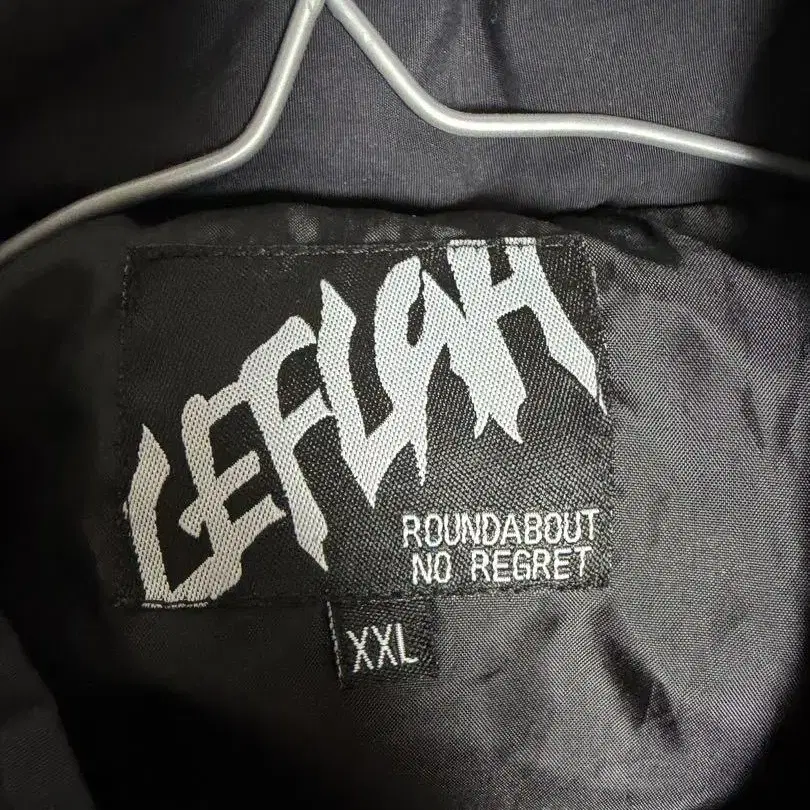 LEFLAH
ROUNDABOUT
NO REGRET
XXL